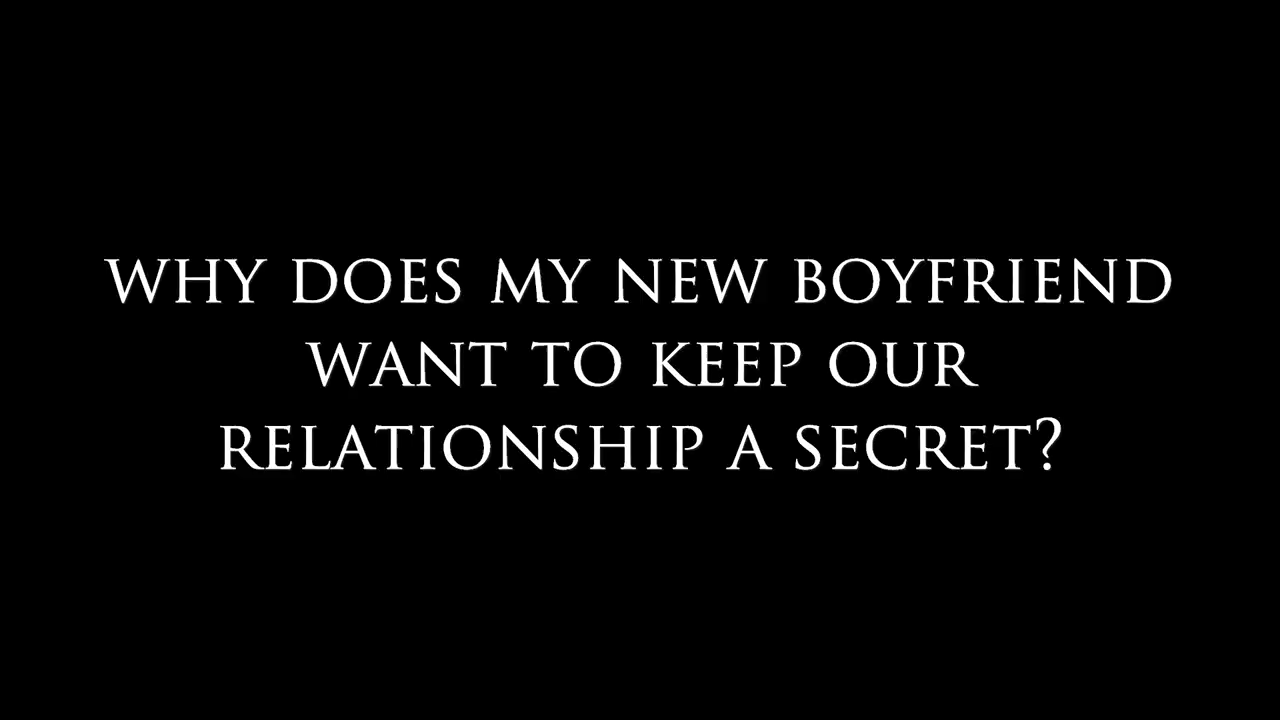 WHY DOES MY NEW BOYFRIEND
WANT TO KEEP OUR
RELATIONSHIP A SECRET?